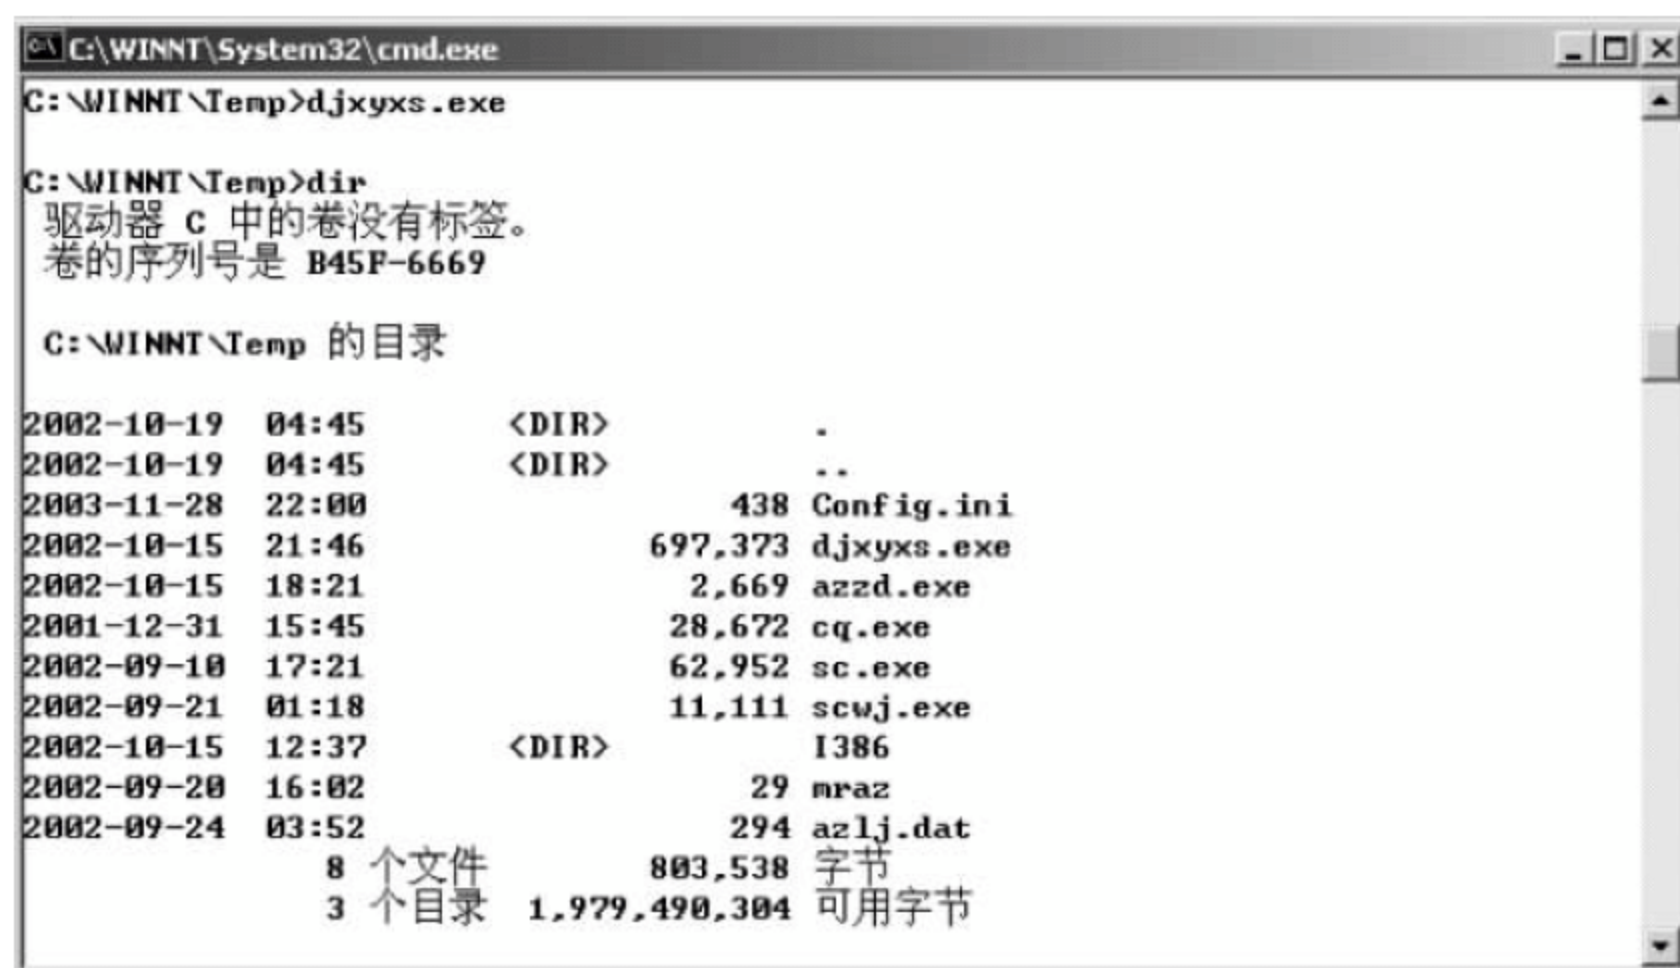 C:\WINNT\System32\cmd.exe
C:\WINNT\Temp>djxyxs.exe
C:\WINNT\Temp>dir
驱动器 C 中的卷没有标签。
卷的序列号是 B45F-6669
C:\WINNT\Temp 的目录
2002-10-19  04:45       <DIR>          .
2002-10-19  04:45       <DIR>          ..
2003-11-28  22:00                  438 Config.ini
2002-10-15  21:46              697,373 djxyxs.exe
2002-10-15  18:21                2,669 azzd.exe
2001-12-31  15:45               28,672 cq.exe
2002-09-10  17:21               62,952 sc.exe
2002-09-21  01:18               11,111 scwj.exe
2002-10-15  12:37       <DIR>          I386
2002-09-20  16:02                   29 mraz
2002-09-24  03:52                  294 azlj.dat
8 个文件        803,538 字节
3 个目录  1,979,490,304 可用字节